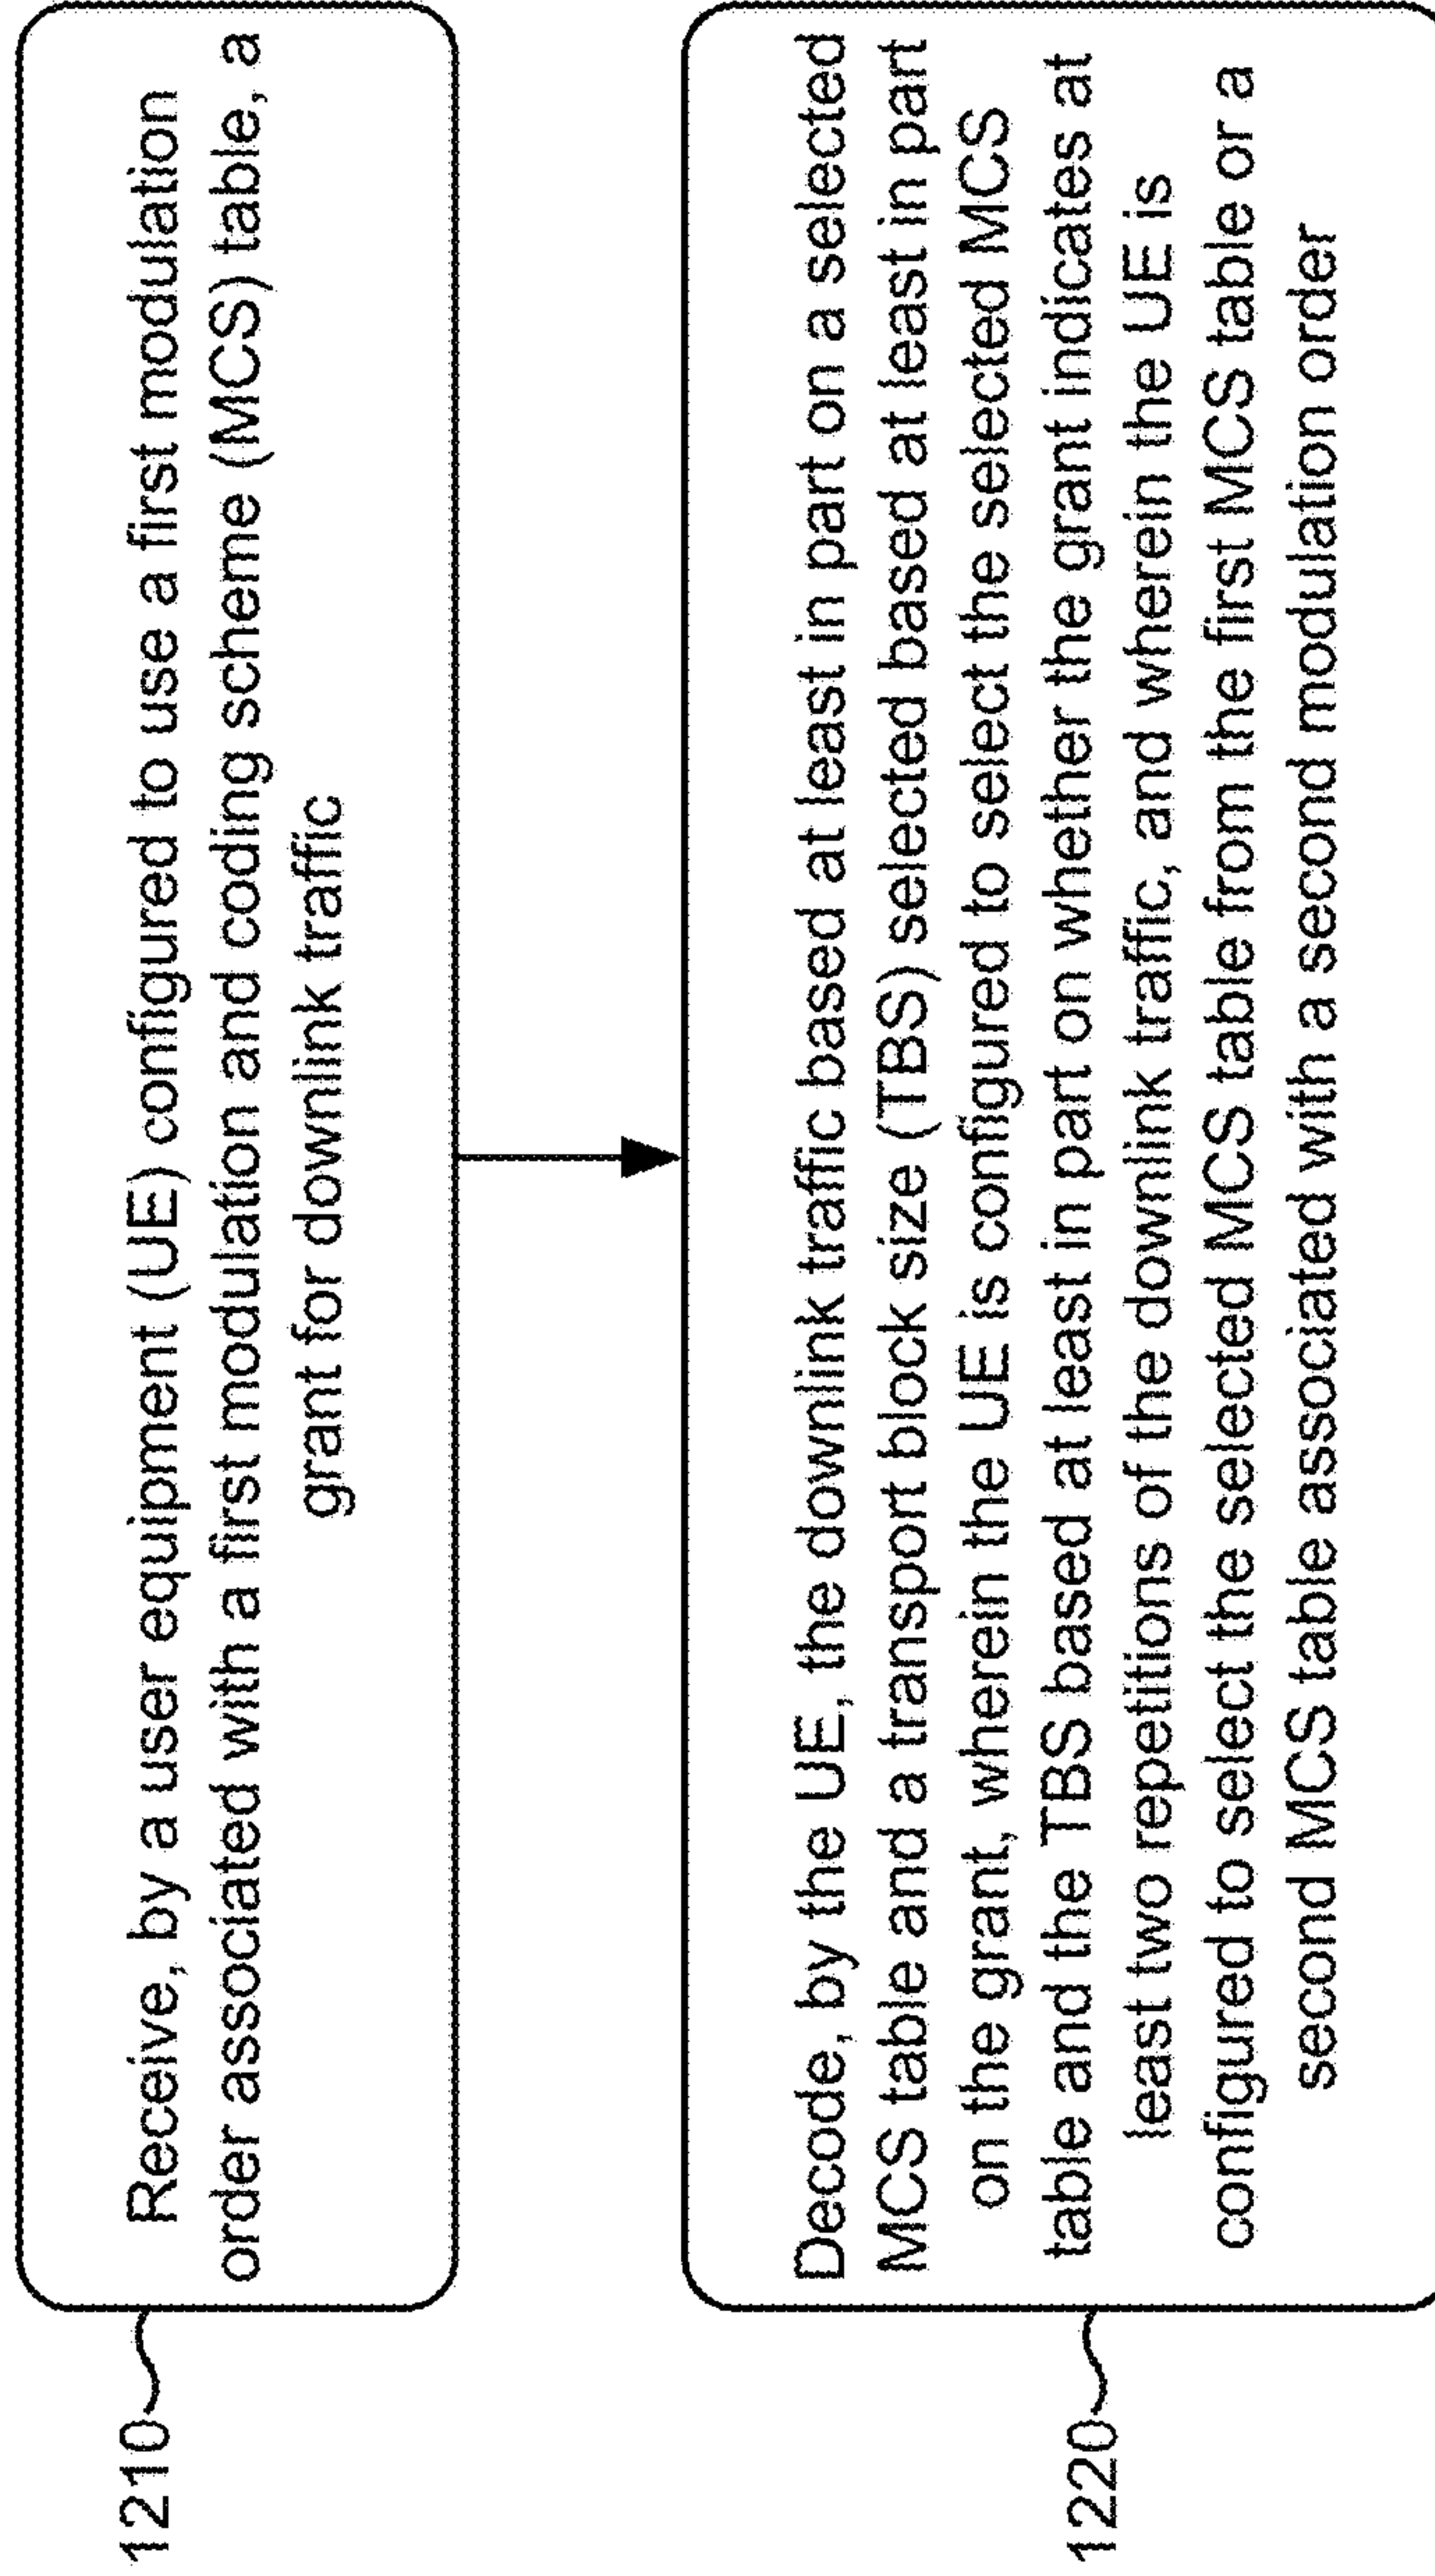 1210
Receive, by a user equipment (UE) configured to use a first modulation
order associated with a first modulation and coding scheme (MCS) table, a
grant for downlink traffic
1220
Decode, by the UE, the downlink traffic based at least in part on a selected
MCS table and a transport block size (TBS) selected based at least in part
on the grant, wherein the UE is configured to select the selected MCS
table and the TBS based at least in part on whether the grant indicates at
least two repetitions of the downlink traffic, and wherein the UE is
configured to select the selected MCS table from the first MCS table or a
second MCS table associated with a second modulation order